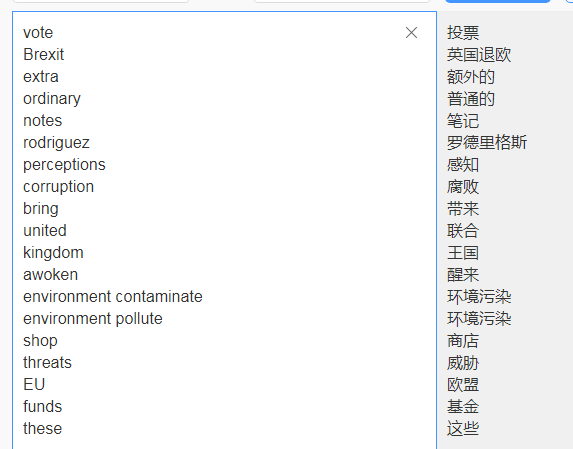 vote
Brexit
extra
ordinary
notes
rodriguez
perceptions
corruption
bring
united
kingdom
awoken
environment contaminate
environment pollute
shop
threats
EU
funds
these
投票
英国退欧
额外的
普通的
笔记
罗德里格斯
感知
腐败
带来
联合
王国
醒来
环境污染
环境污染
商店
威胁
欧盟
基金
这些